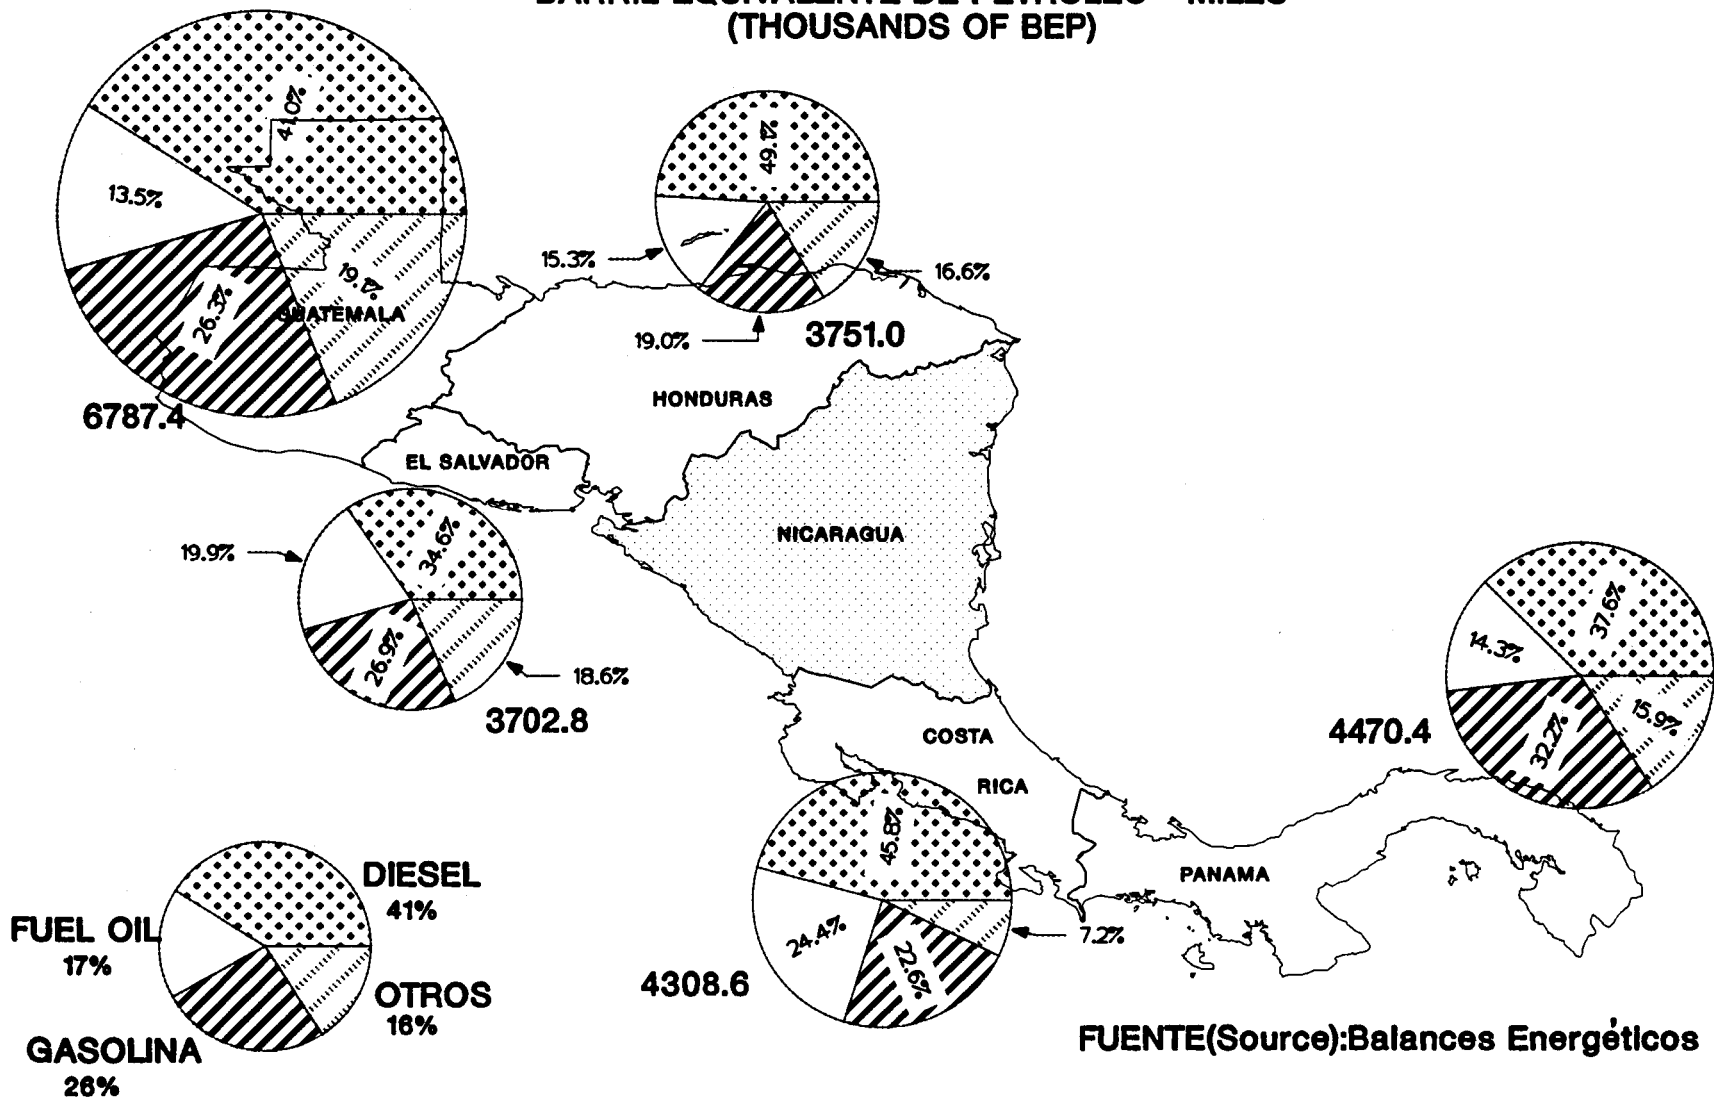 (THOUSANDS OF BEP)
41.0%
13.5%
19.1%
26.3%
GUATEMALA
6787.4
49.1%
15.3%
16.6%
19.0%
3751.0
HONDURAS
EL SALVADOR
NICARAGUA
34.6%
19.9%
26.9%
18.6%
3702.8
37.6%
14.3%
15.9%
32.2%
4470.4
COSTA
RICA
PANAMA
45.8%
24.4%
22.6%
7.2%
4308.6
DIESEL
41%
FUEL OIL
17%
OTROS
16%
GASOLINA
26%
FUENTE(Source):Balances Energéticos